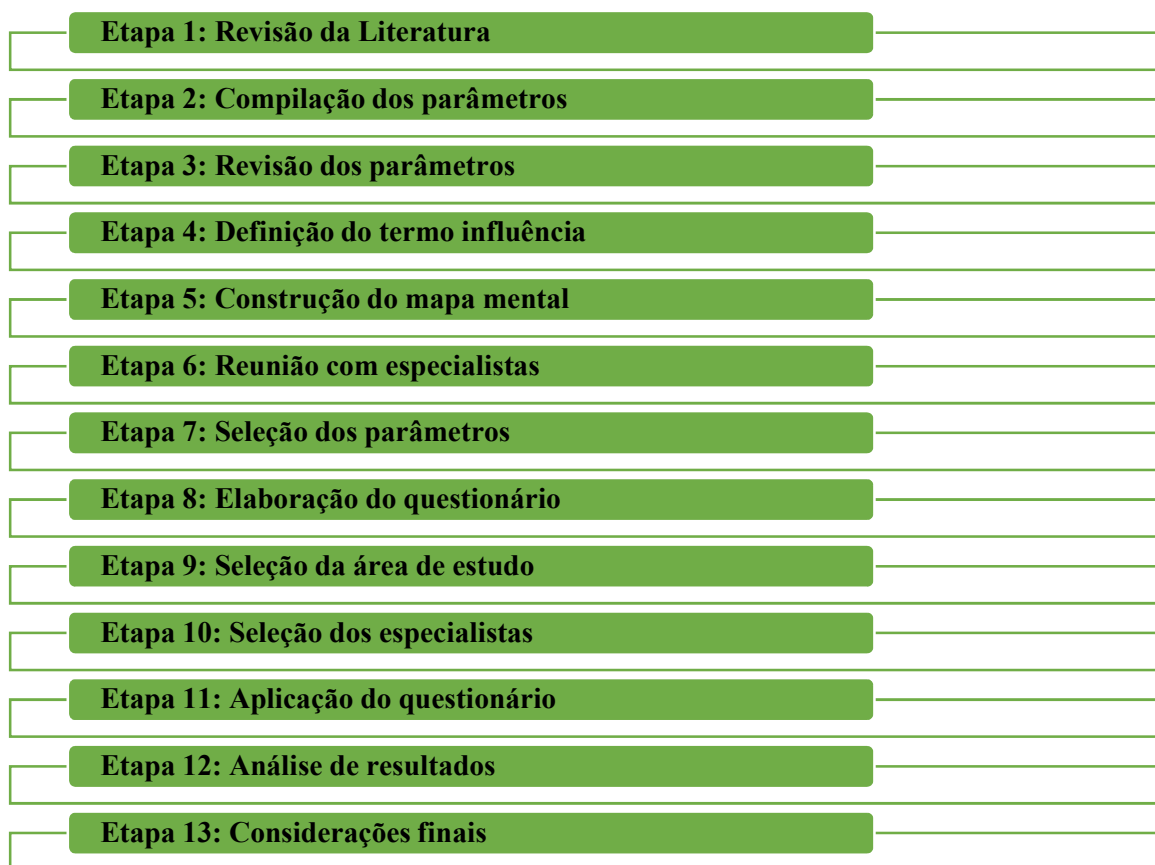 Etapa 1: Revisão da Literatura
Etapa 2: Compilação dos parâmetros
Etapa 3: Revisão dos parâmetros
Etapa 4: Definição do termo influência
Etapa 5: Construção do mapa mental
Etapa 6: Reunião com especialistas
Etapa 7: Seleção dos parâmetros
Etapa 8: Elaboração do questionário
Etapa 9: Seleção da área de estudo
Etapa 10: Seleção dos especialistas
Etapa 11: Aplicação do questionário
Etapa 12: Análise de resultados
Etapa 13: Considerações finais